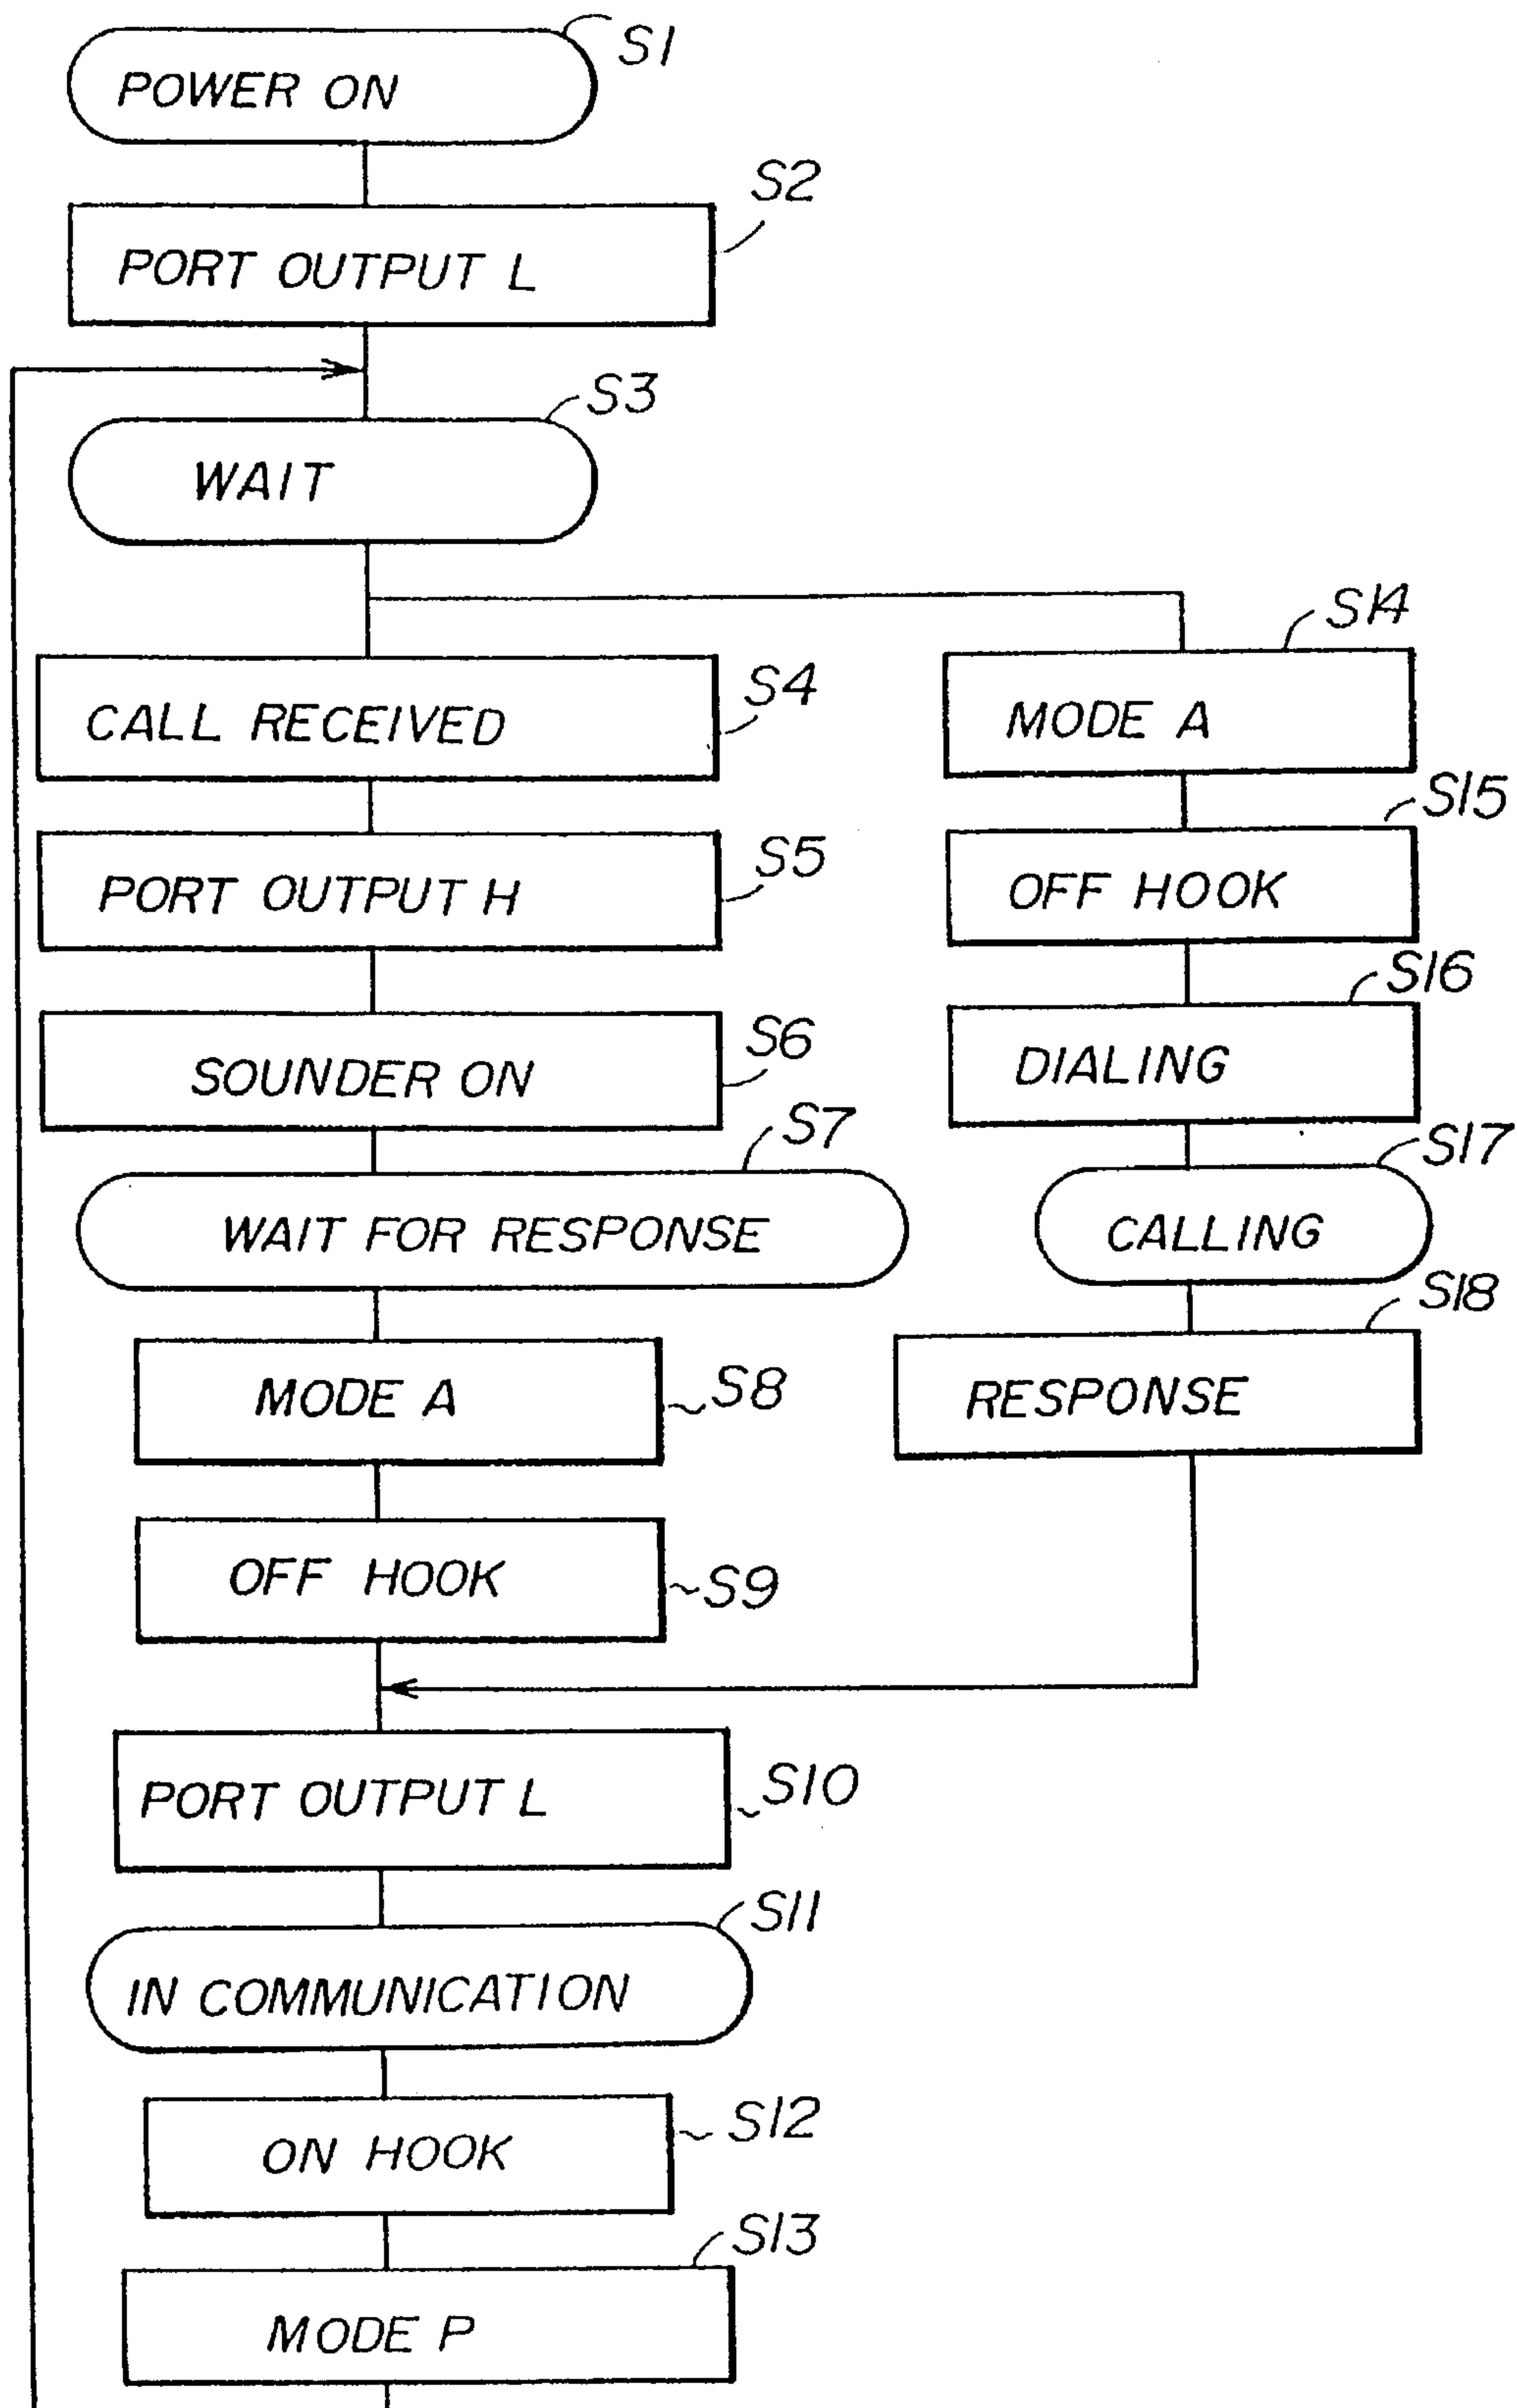 POWER ON
S1
PORT OUTPUT L
S2
WAIT
S3
CALL RECEIVED
S4
PORT OUTPUT H
S5
SOUNDER ON
S6
WAIT FOR RESPONSE
S7
MODE A
S8
OFF HOOK
S9
MODE A
S14
OFF HOOK
S15
DIALING
S16
CALLING
S17
RESPONSE
S18
PORT OUTPUT L
S10
IN COMMUNICATION
S11
ON HOOK
S12
MODE P
S13